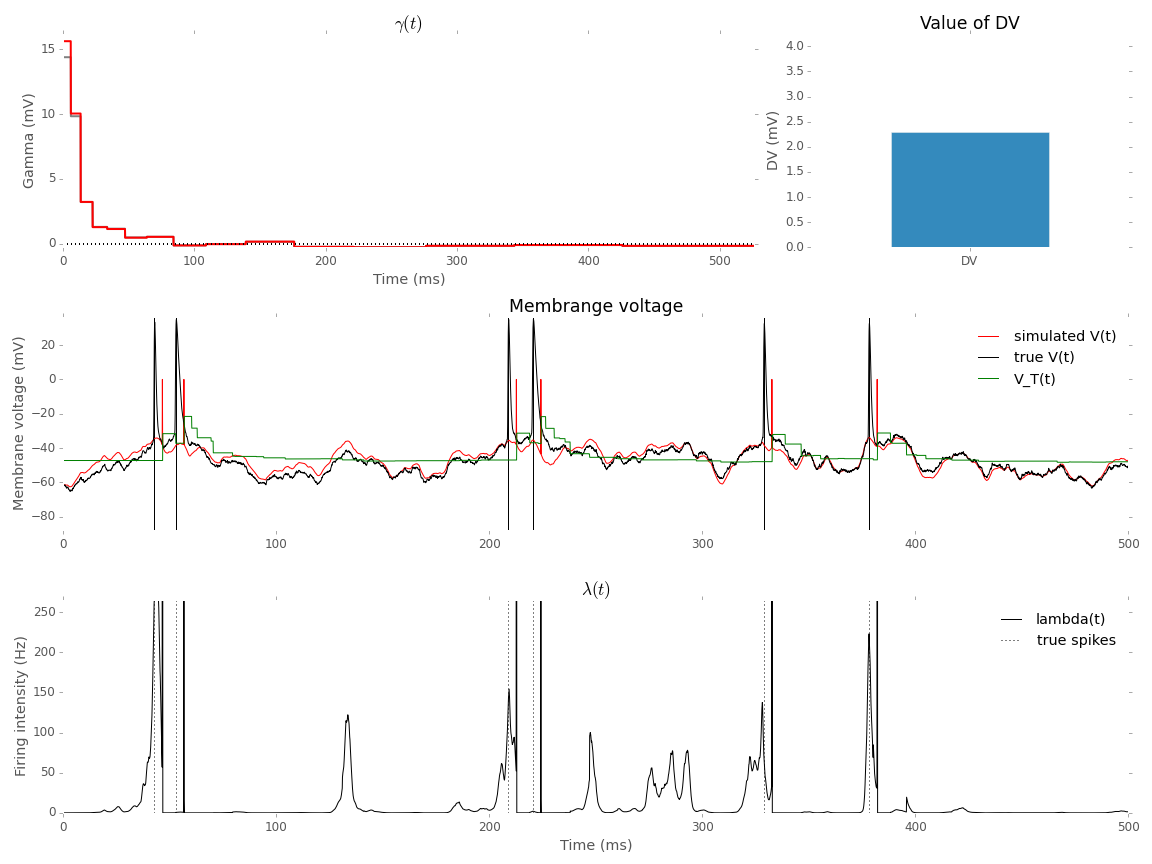 γ(t)
Value of DV
Gamma (mV)
15
10
5
0
0 100 200 300 400 500
Time (ms)
DV (mV)
4.0
3.5
3.0
2.5
2.0
1.5
1.0
0.5
0.0
DV
Membrange voltage
Membrane voltage (mV)
20
0
−20
−40
−60
−80
0 100 200 300 400 500
simulated V(t)
true V(t)
V_T(t)
λ(t)
Firing intensity (Hz)
250
200
150
100
50
0
0 100 200 300 400 500
Time (ms)
lambda(t)
true spikes